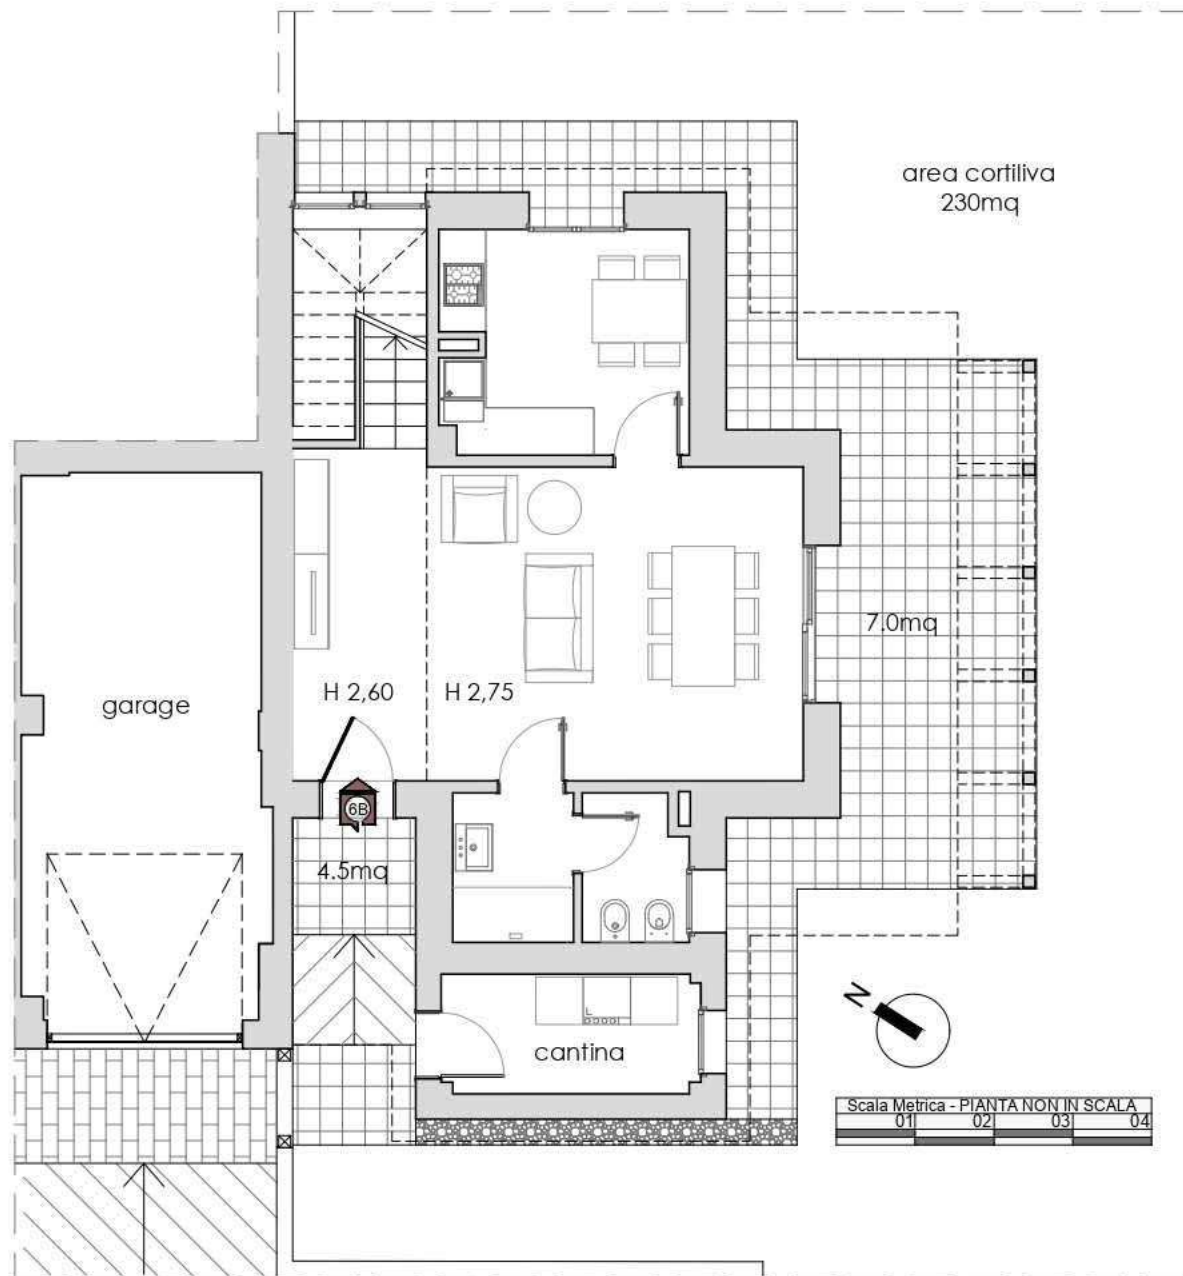 area cortiliva
230mq
7.0mq
H 2,60
H 2,75
garage
6B
4.5mq
N
cantina
Scala Metrica - PIANTA NON IN SCALA
01 02 03 04